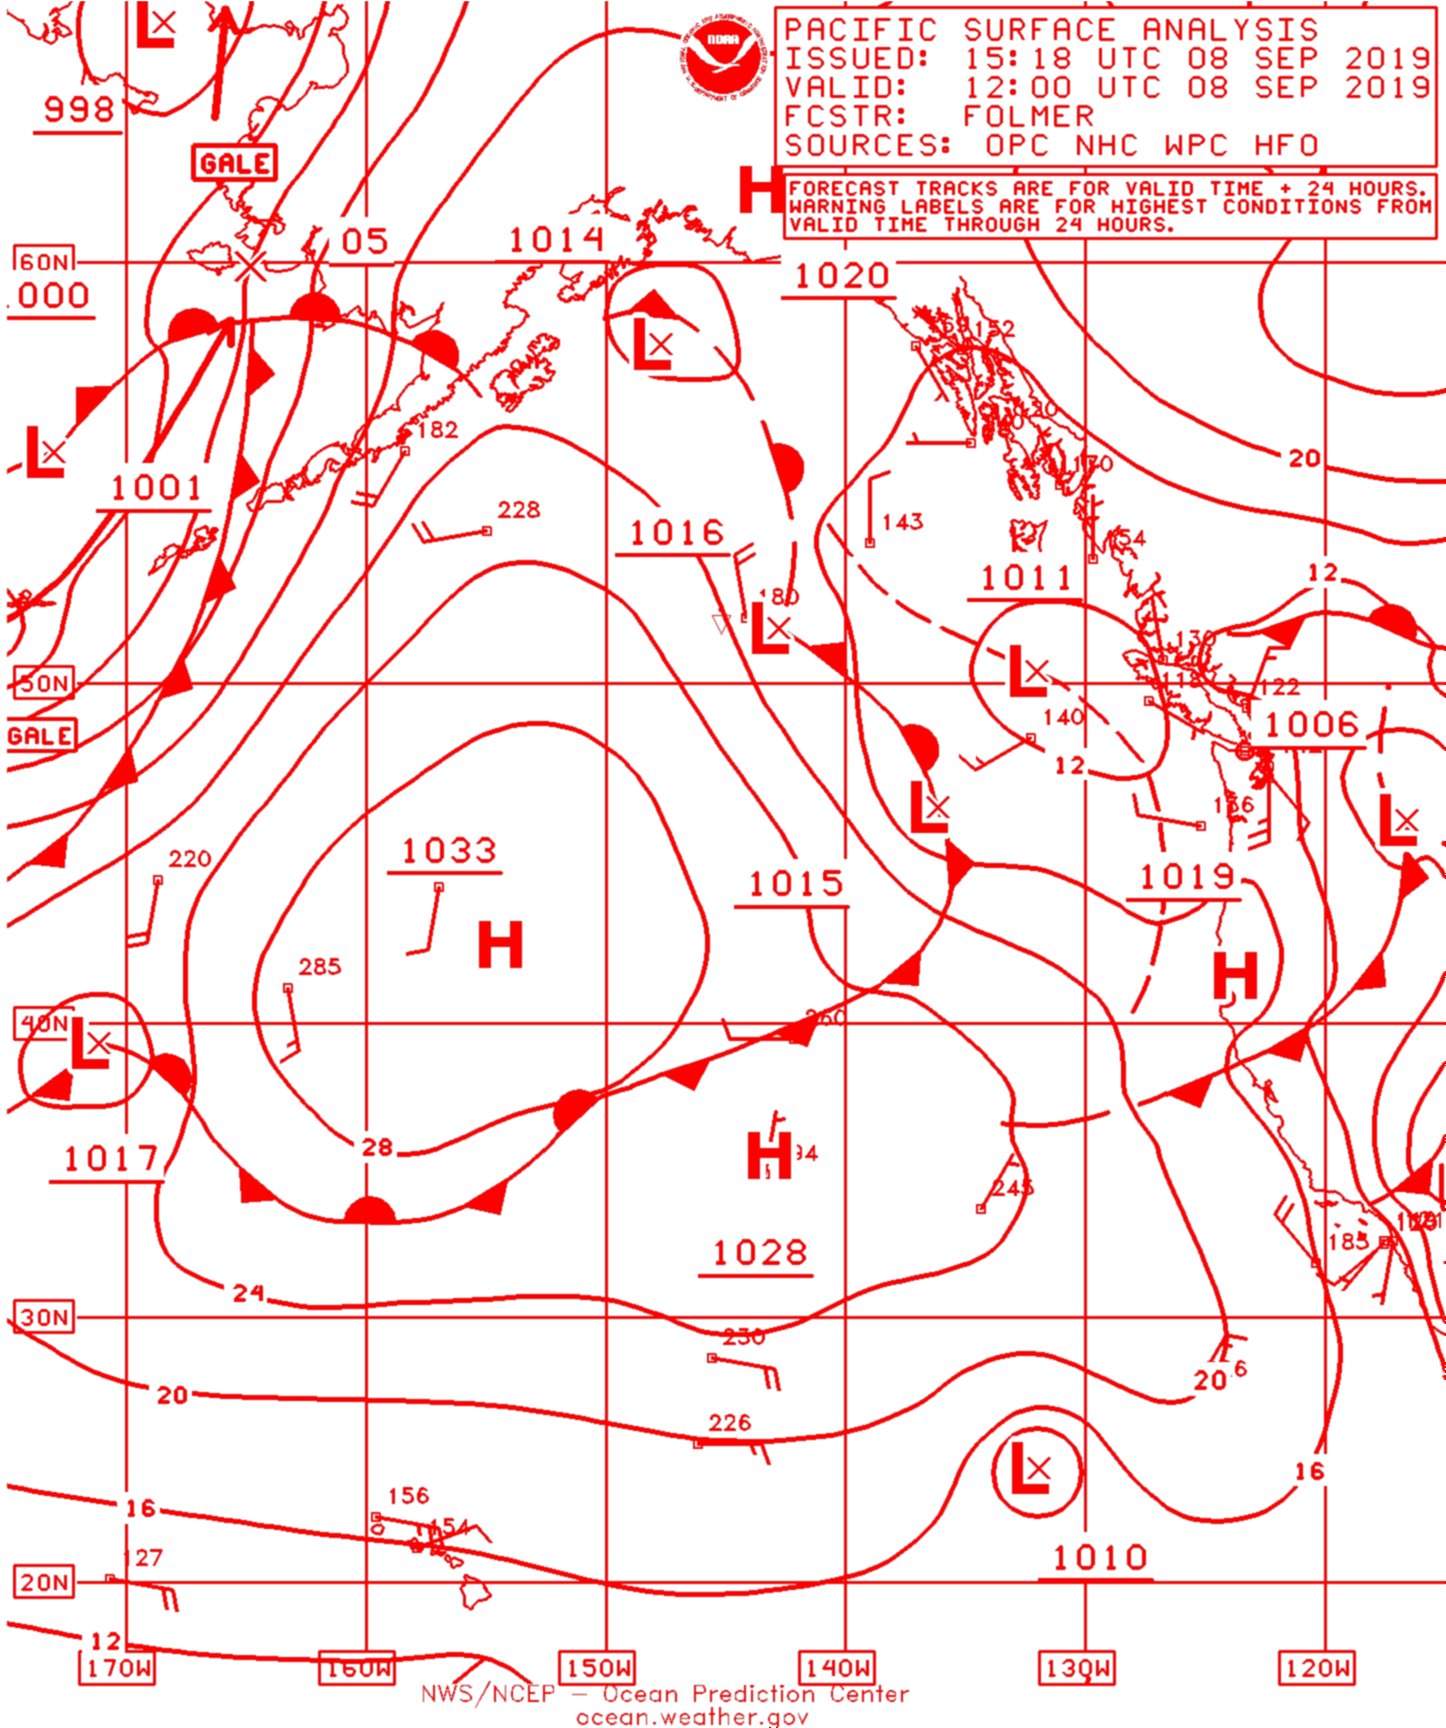 PACIFIC SURFACE ANALYSIS
ISSUED: 15:18 UTC 08 SEP 2019
VALID: 12:00 UTC 08 SEP 2019
FCSTR: FOLMER
SOURCES: OPC NHC WPC HFO
FORECAST TRACKS ARE FOR VALID TIME + 24 HOURS.
WARNING LABELS ARE FOR HIGHEST CONDITIONS FROM
VALID TIME THROUGH 24 HOURS.
NOAA
L
998
GALE
H
05
1014
60N
1020
000
152
L
L
182
20
20
1001
228
1016
143
170
154
1011
12
180
L
130
L
50N
118
122
140
GALE
1006
12
L
136
L
220
1033
1015
1019
H
H
285
40N
L
260
28
1017
H
94
245
1028
185
24
30N
230
20
20
6
226
L
16
156
16
154
127
1010
20N
12
170W
160W
150W
140W
130W
120W
NWS/NCEP – Ocean Prediction Center
ocean.weather.gov